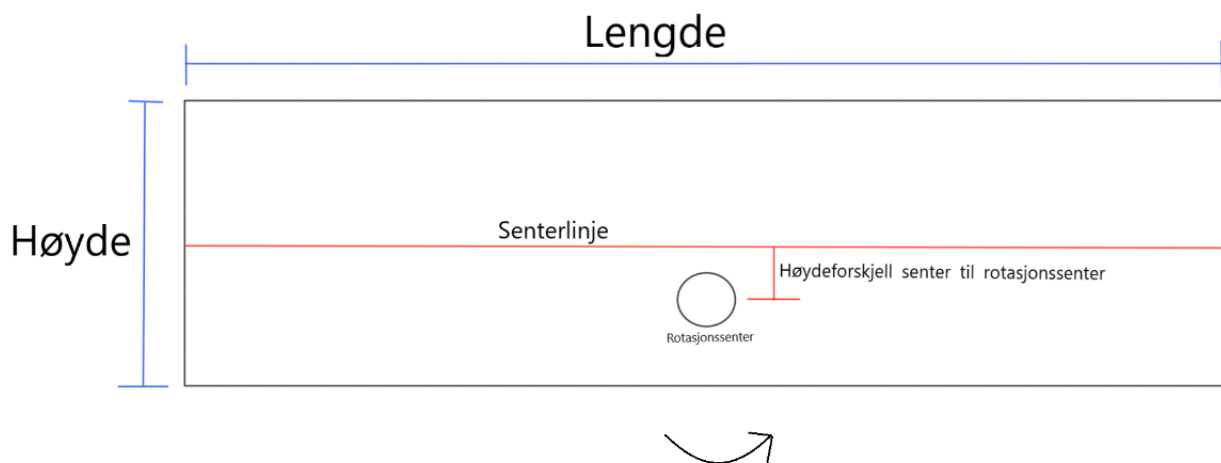 Lengde
Høyde
Senterlinje
Høydeforskjell senter til rotasjonssenter
Rotasjonssenter